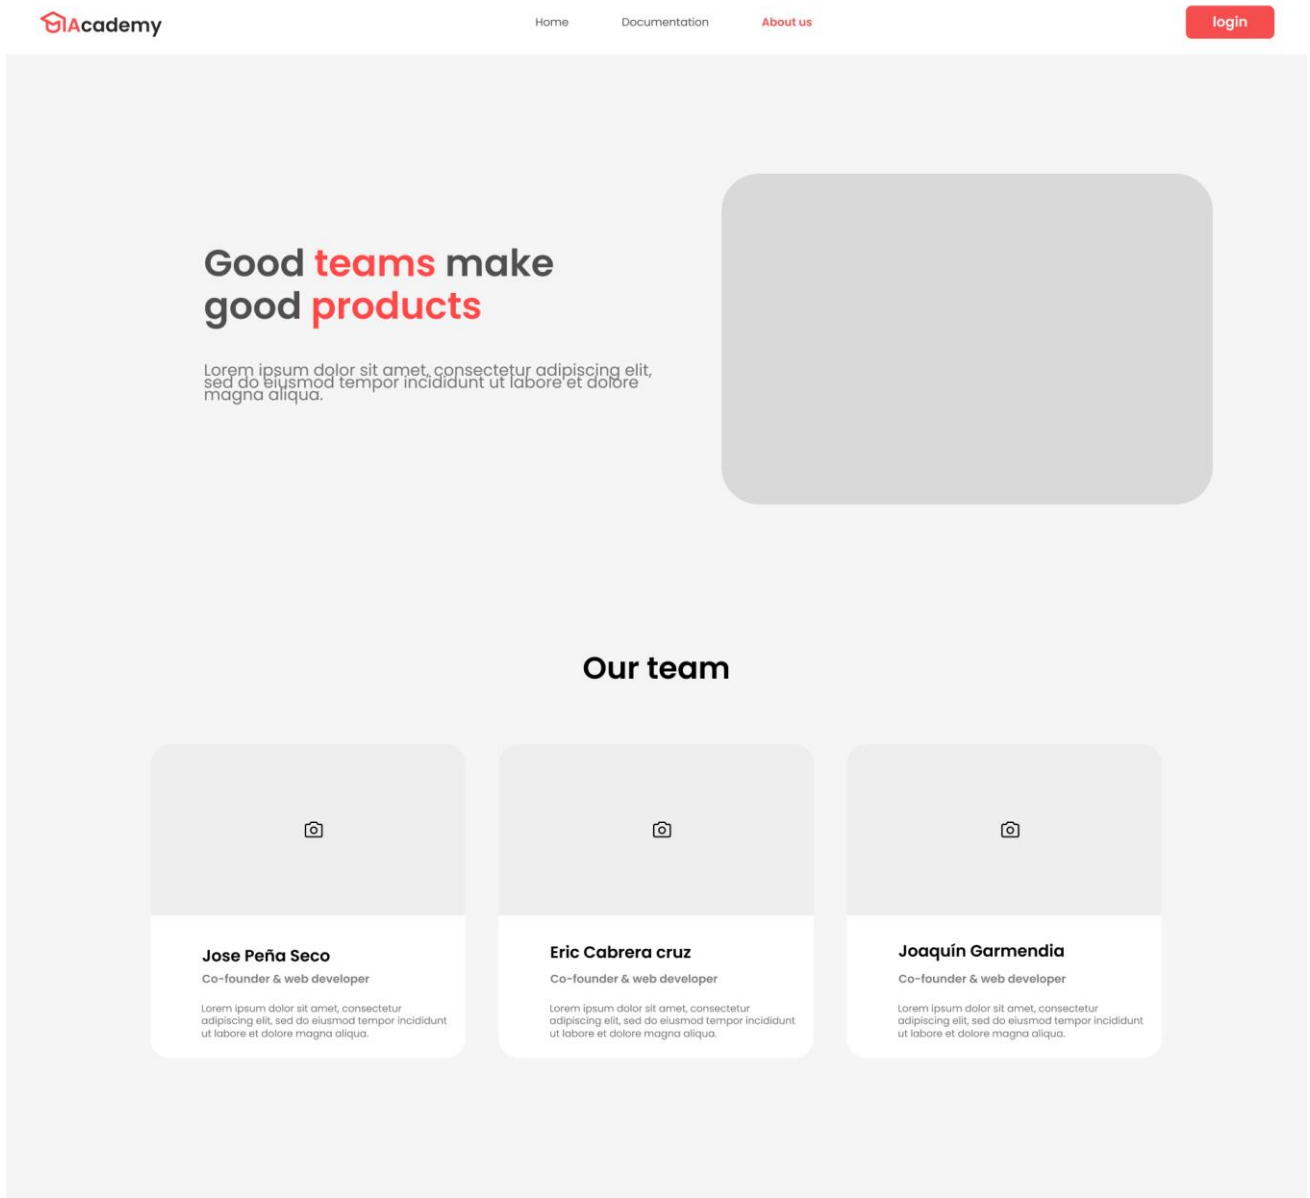 IAcademy
Home
Documentation
About us
login
Good teams make
good products
Lorem ipsum dolor sit amet, consectetur adipiscing elit,
sed do eiusmod tempor incididunt ut labore et dolore
magna aliqua.
Our team
Jose Peña Seco
Co-founder & web developer
Lorem ipsum dolor sit amet, consectetur
adipiscing elit, sed do eiusmod tempor incididunt
ut labore et dolore magna aliqua.
Eric Cabrera cruz
Co-founder & web developer
Lorem ipsum dolor sit amet, consectetur
adipiscing elit, sed do eiusmod tempor incididunt
ut labore et dolore magna aliqua.
Joaquín Garmendia
Co-founder & web developer
Lorem ipsum dolor sit amet, consectetur
adipiscing elit, sed do eiusmod tempor incididunt
ut labore et dolore magna aliqua.